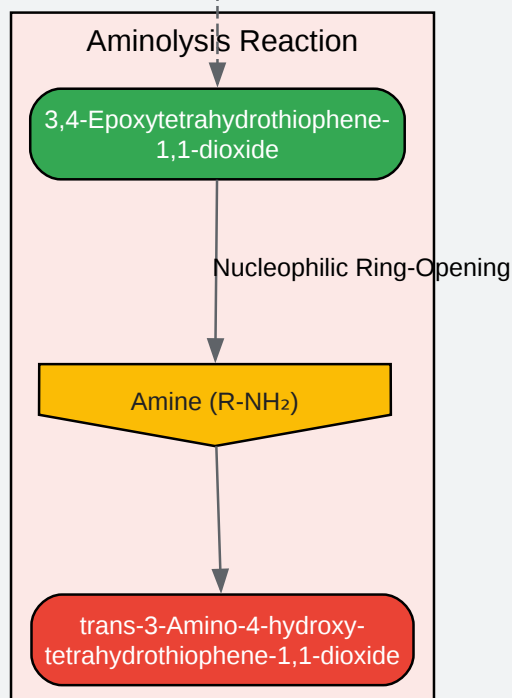 Aminolysis Reaction
3,4-Epoxytetrahydrothiophene-
1,1-dioxide
Nucleophilic Ring-Opening
Amine (R-NH₂)
trans-3-Amino-4-hydroxy-
tetrahydrothiophene-1,1-dioxide